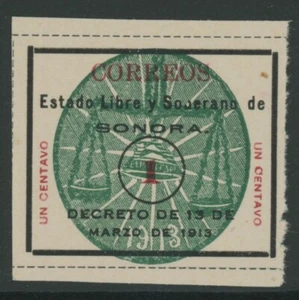 CORREOS
Estado Libre y Soberano de
SONORA.
UN CENTAVO
1
UN CENTAVO
DECRETO DE 13 DE
MARZO DE 1913
1913